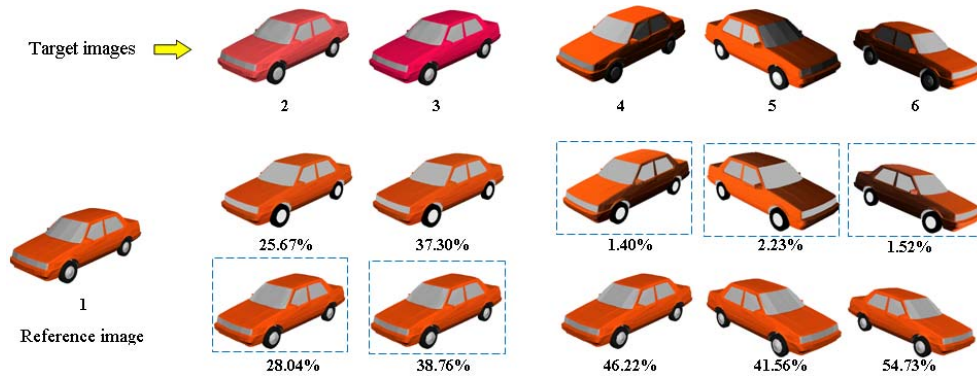 Target images
2 3 4 5 6
25.67% 37.30% 1.40% 2.23% 1.52%
1
Reference image
28.04% 38.76% 46.22% 41.56% 54.73%